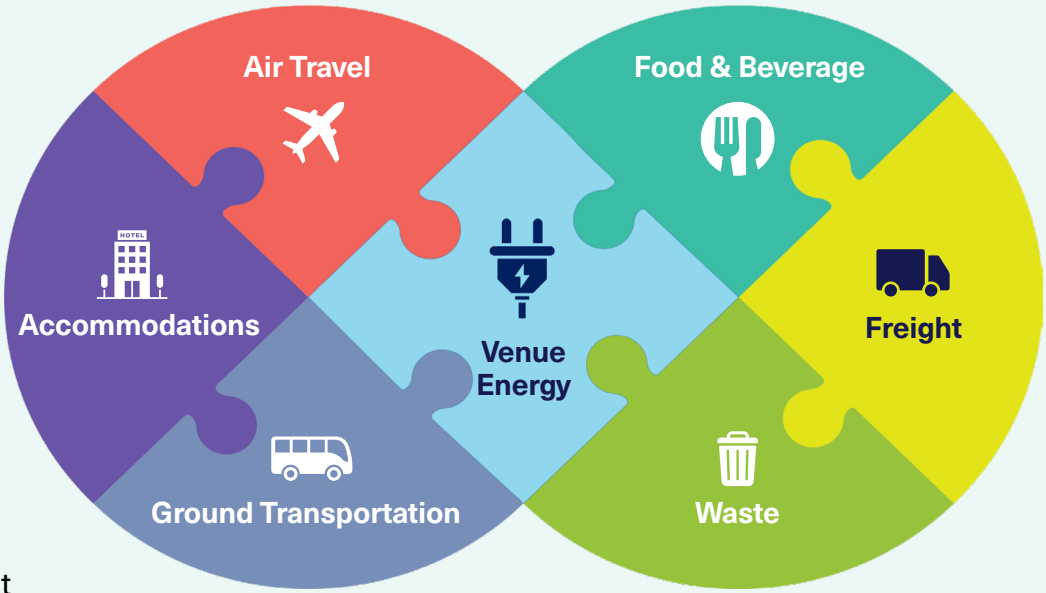 Air Travel
Food & Beverage
HOTEL
Accommodations
Venue
Energy
Freight
Ground Transportation
Waste
t